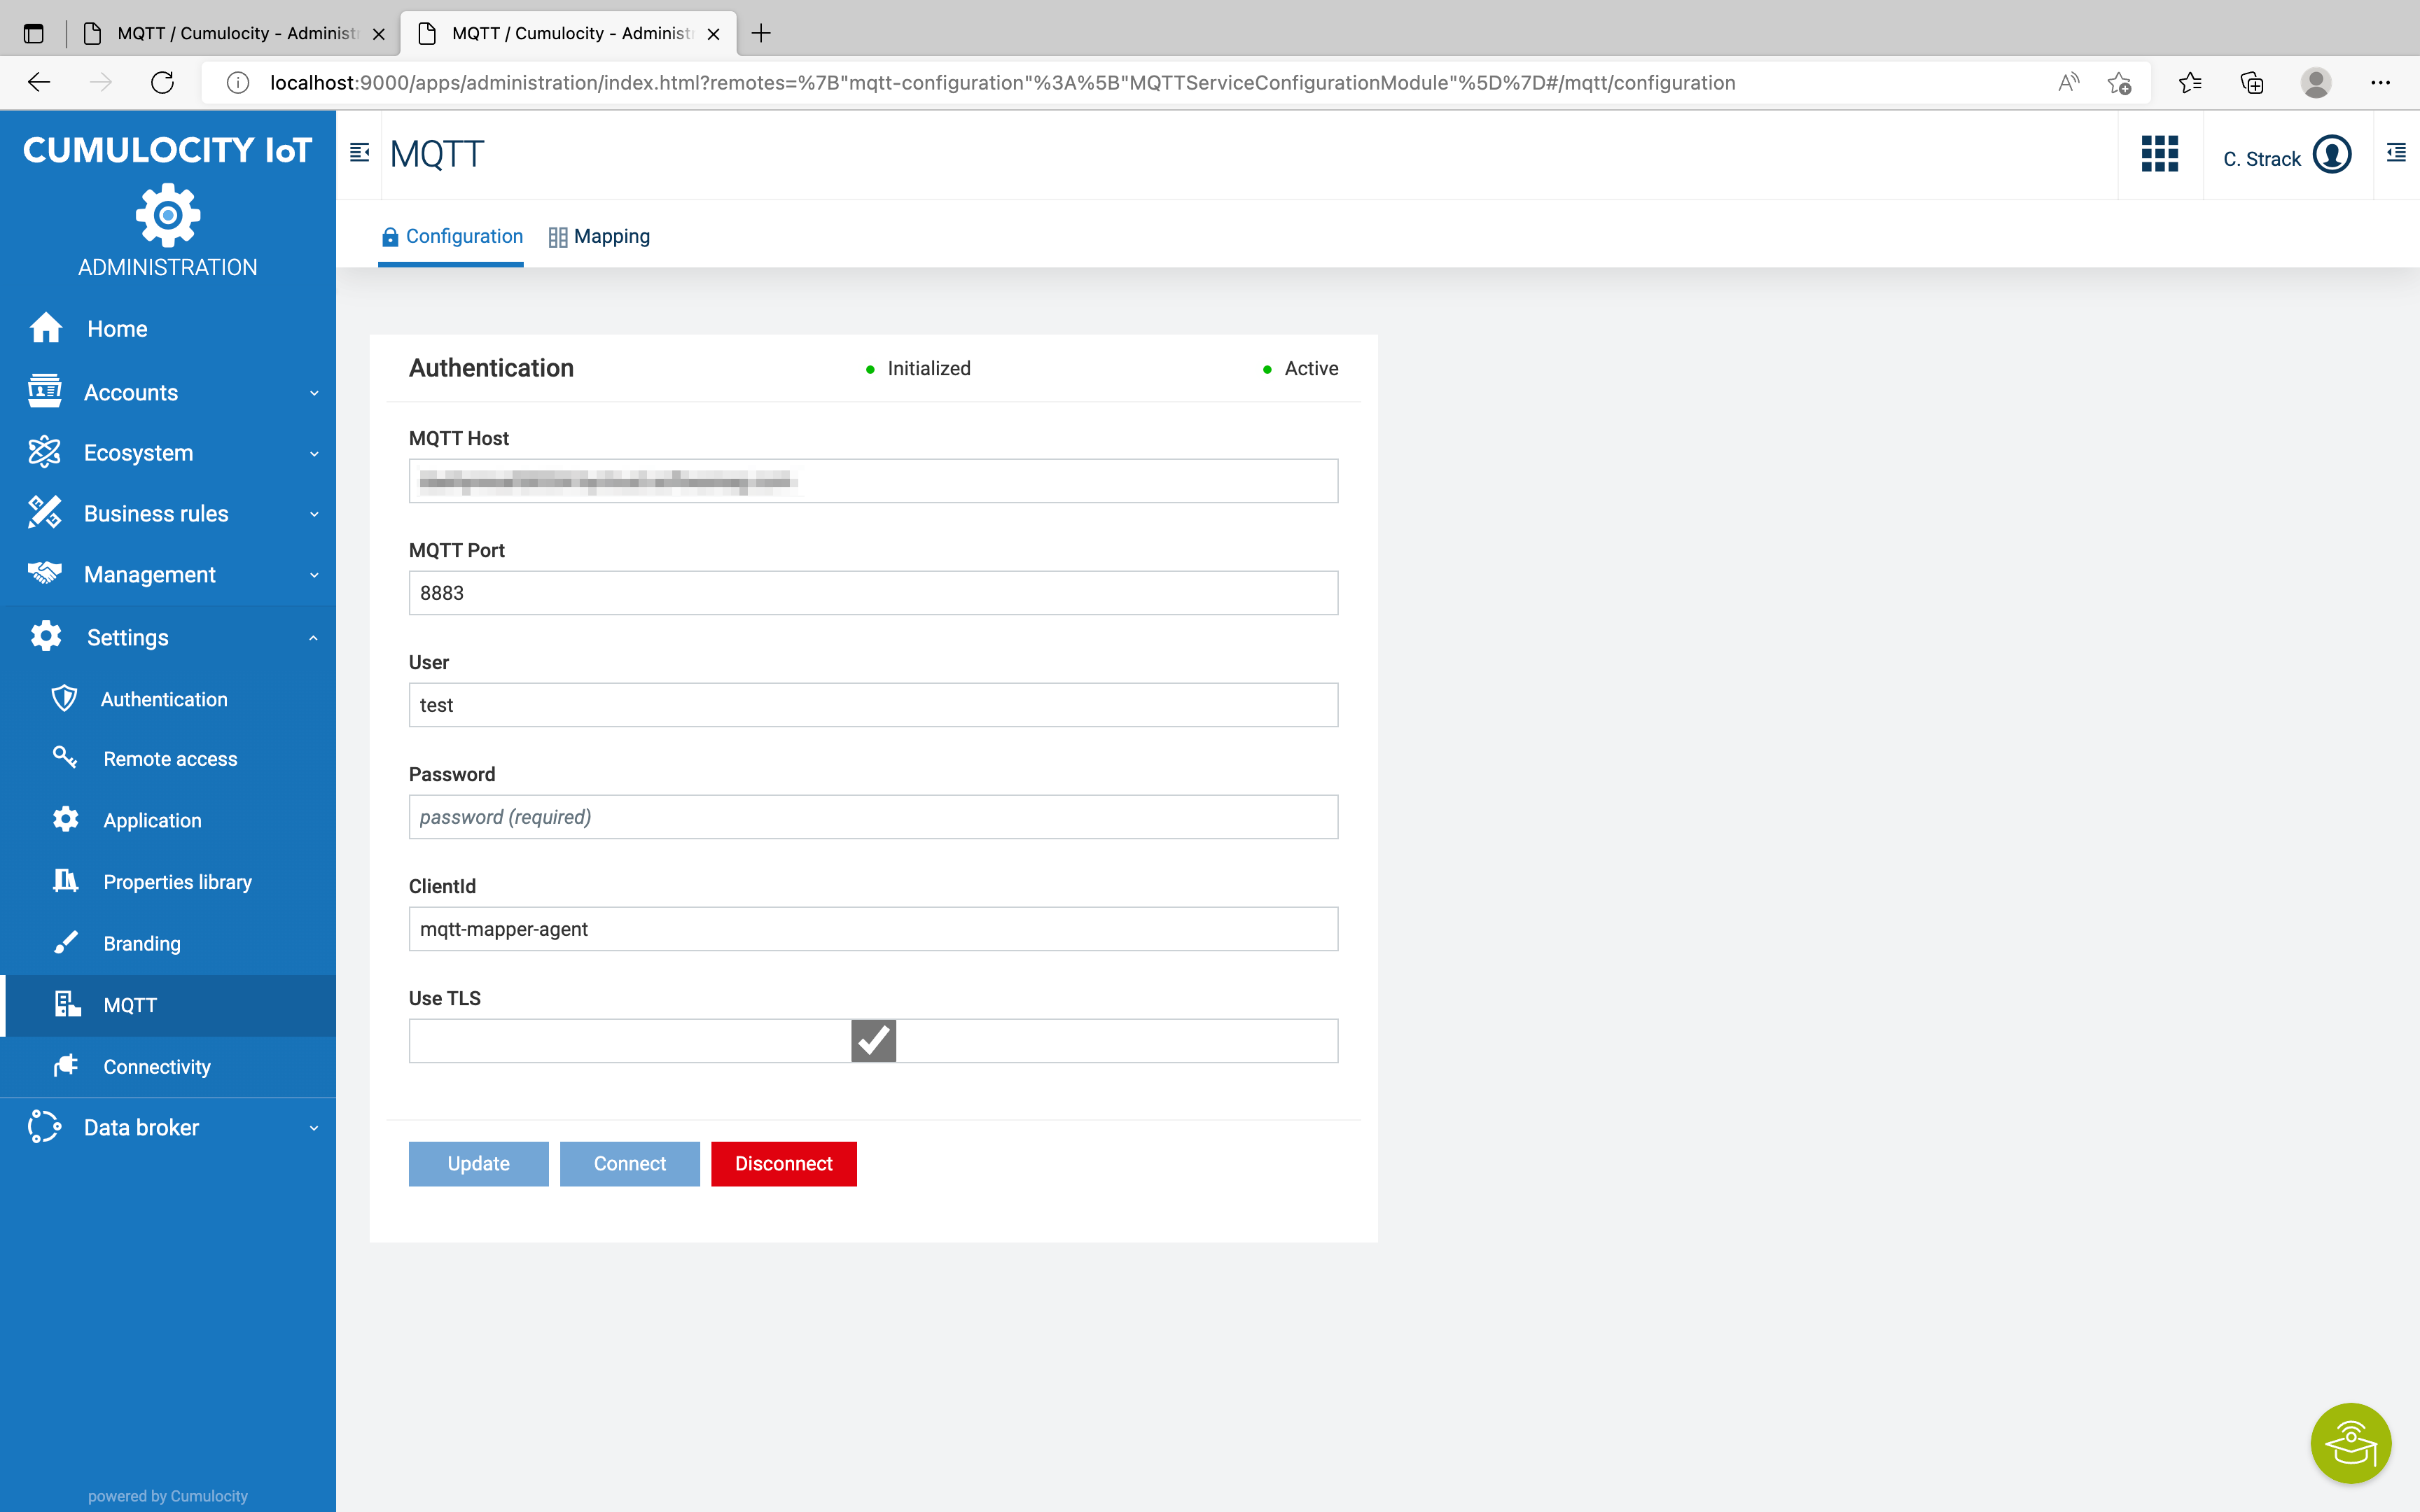 MQTT / Cumulocity - Administ
MQTT / Cumulocity - Administ
localhost:9000/apps/administration/index.html?remotes=%7B"mqtt-configuration"%3A%5B"MQTTServiceConfigurationModule"%5D%7D#/mqtt/configuration
CUMULOCITY IoT
ADMINISTRATION
Home
Accounts
Ecosystem
Business rules
Management
Settings
Authentication
Remote access
Application
Properties library
Branding
MQTT
Connectivity
Data broker
powered by Cumulocity
MQTT
C. Strack
Configuration Mapping
Authentication Initialized Active
MQTT Host
MQTT Port
8883
User
test
Password
password (required)
ClientId
mqtt-mapper-agent
Use TLS
Update Connect Disconnect